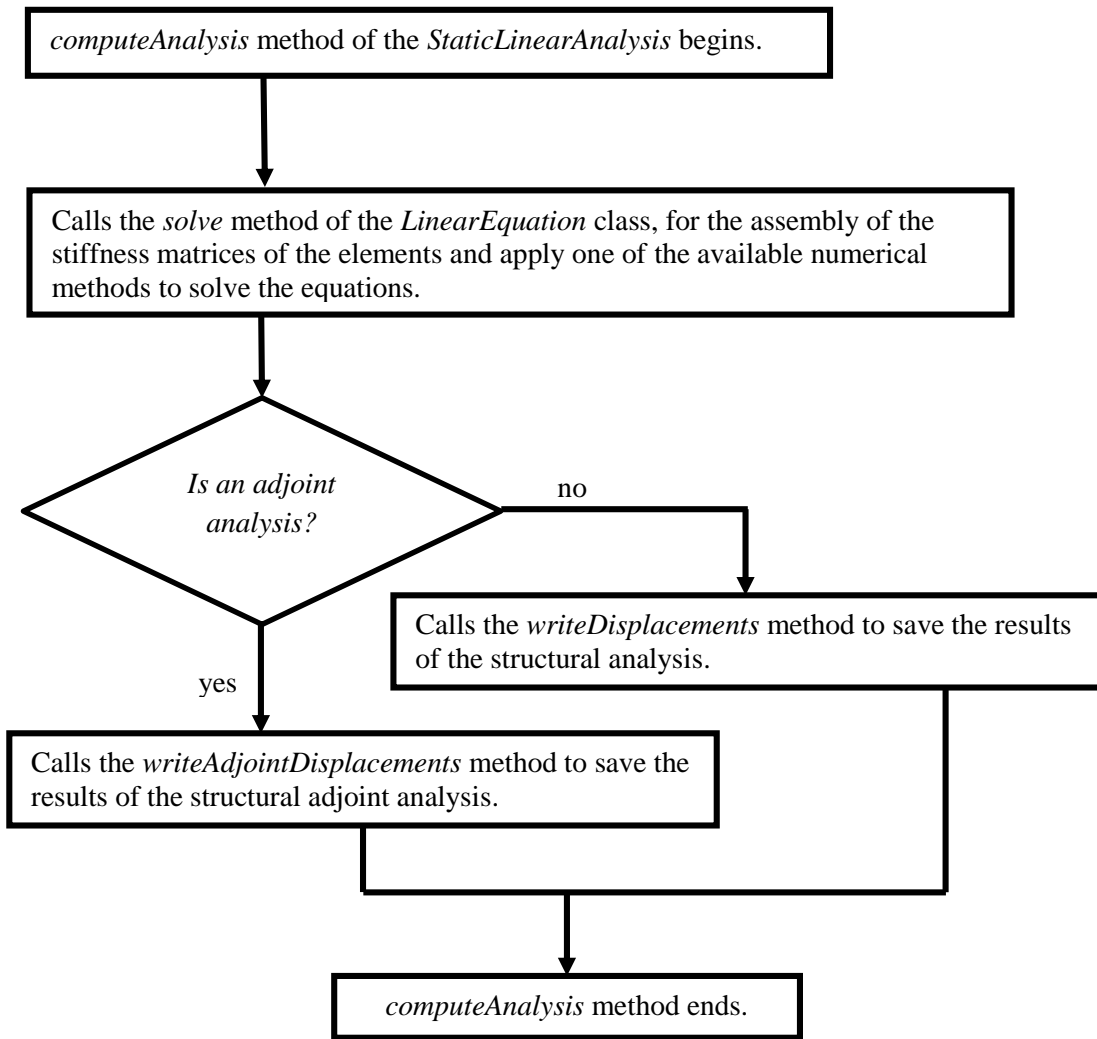 computeAnalysis method of the StaticLinearAnalysis begins.
Calls the solve method of the LinearEquation class, for the assembly of the
stiffness matrices of the elements and apply one of the available numerical
methods to solve the equations.
Is an adjoint
analysis?
no
Calls the writeDisplacements method to save the results
of the structural analysis.
yes
Calls the writeAdjointDisplacements method to save the
results of the structural adjoint analysis.
computeAnalysis method ends.